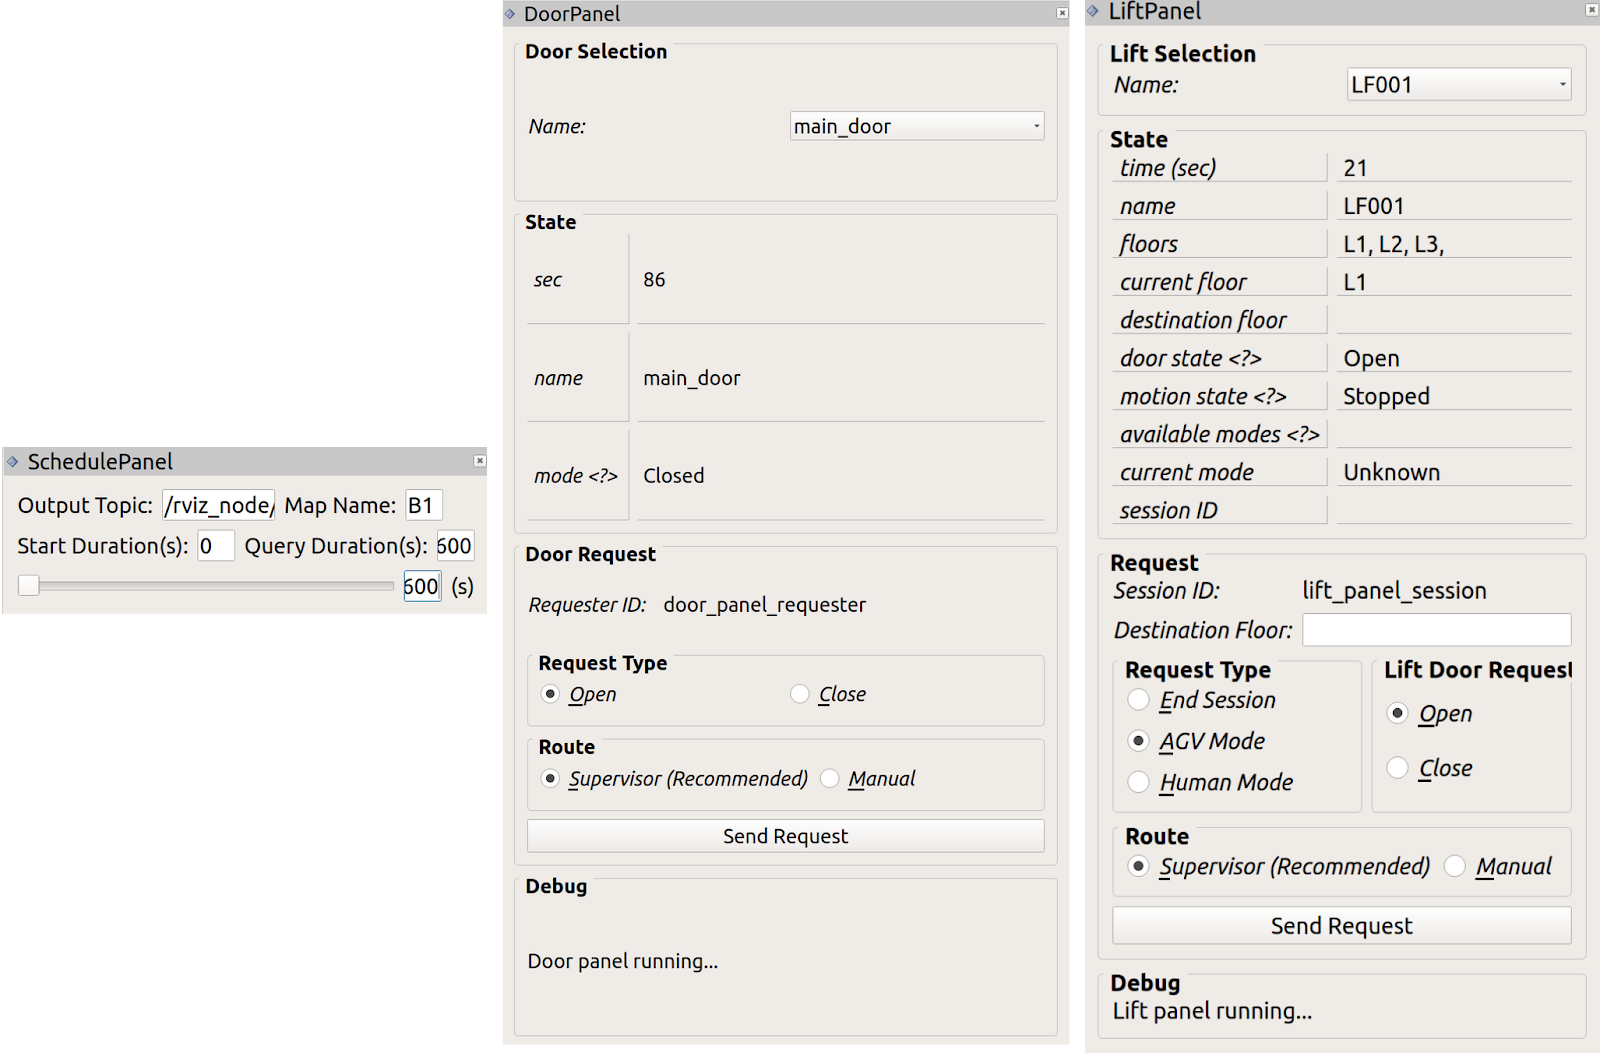 SchedulePanel
Output Topic: /rviz_node/ Map Name: B1
Start Duration(s): 0 Query Duration(s): 600
600 (s)
DoorPanel
Door Selection
Name: main_door
State
sec 86
name main_door
mode <?> Closed
Door Request
Requester ID: door_panel_requester
Request Type
Open Close
Route
Supervisor (Recommended) Manual
Send Request
Debug
Door panel running...
LiftPanel
Lift Selection
Name: LF001
State
time (sec) 21
name LF001
floors L1, L2, L3,
current floor L1
destination floor
door state <?> Open
motion state <?> Stopped
available modes <?>
current mode Unknown
session ID
Request
Session ID: lift_panel_session
Destination Floor:
Request Type
End Session
AGV Mode
Human Mode
Lift Door Request
Open
Close
Route
Supervisor (Recommended) Manual
Send Request
Debug
Lift panel running...